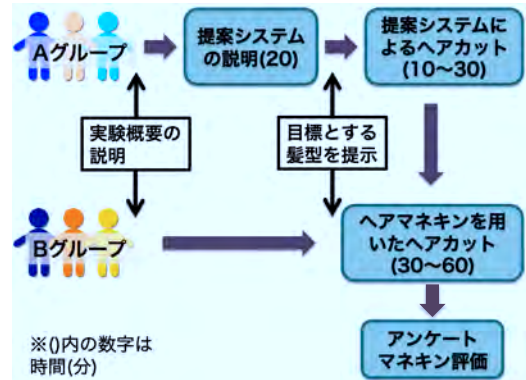 Aグループ
提案システム
の説明(20)
提案システムに
よるヘアカット
(10〜30)
実験概要の
説明
目標とする
髪型を提示
Bグループ
ヘアマネキンを用
いたヘアカット
(30〜60)
アンケート
マネキン評価
※()内の数字は
時間(分)